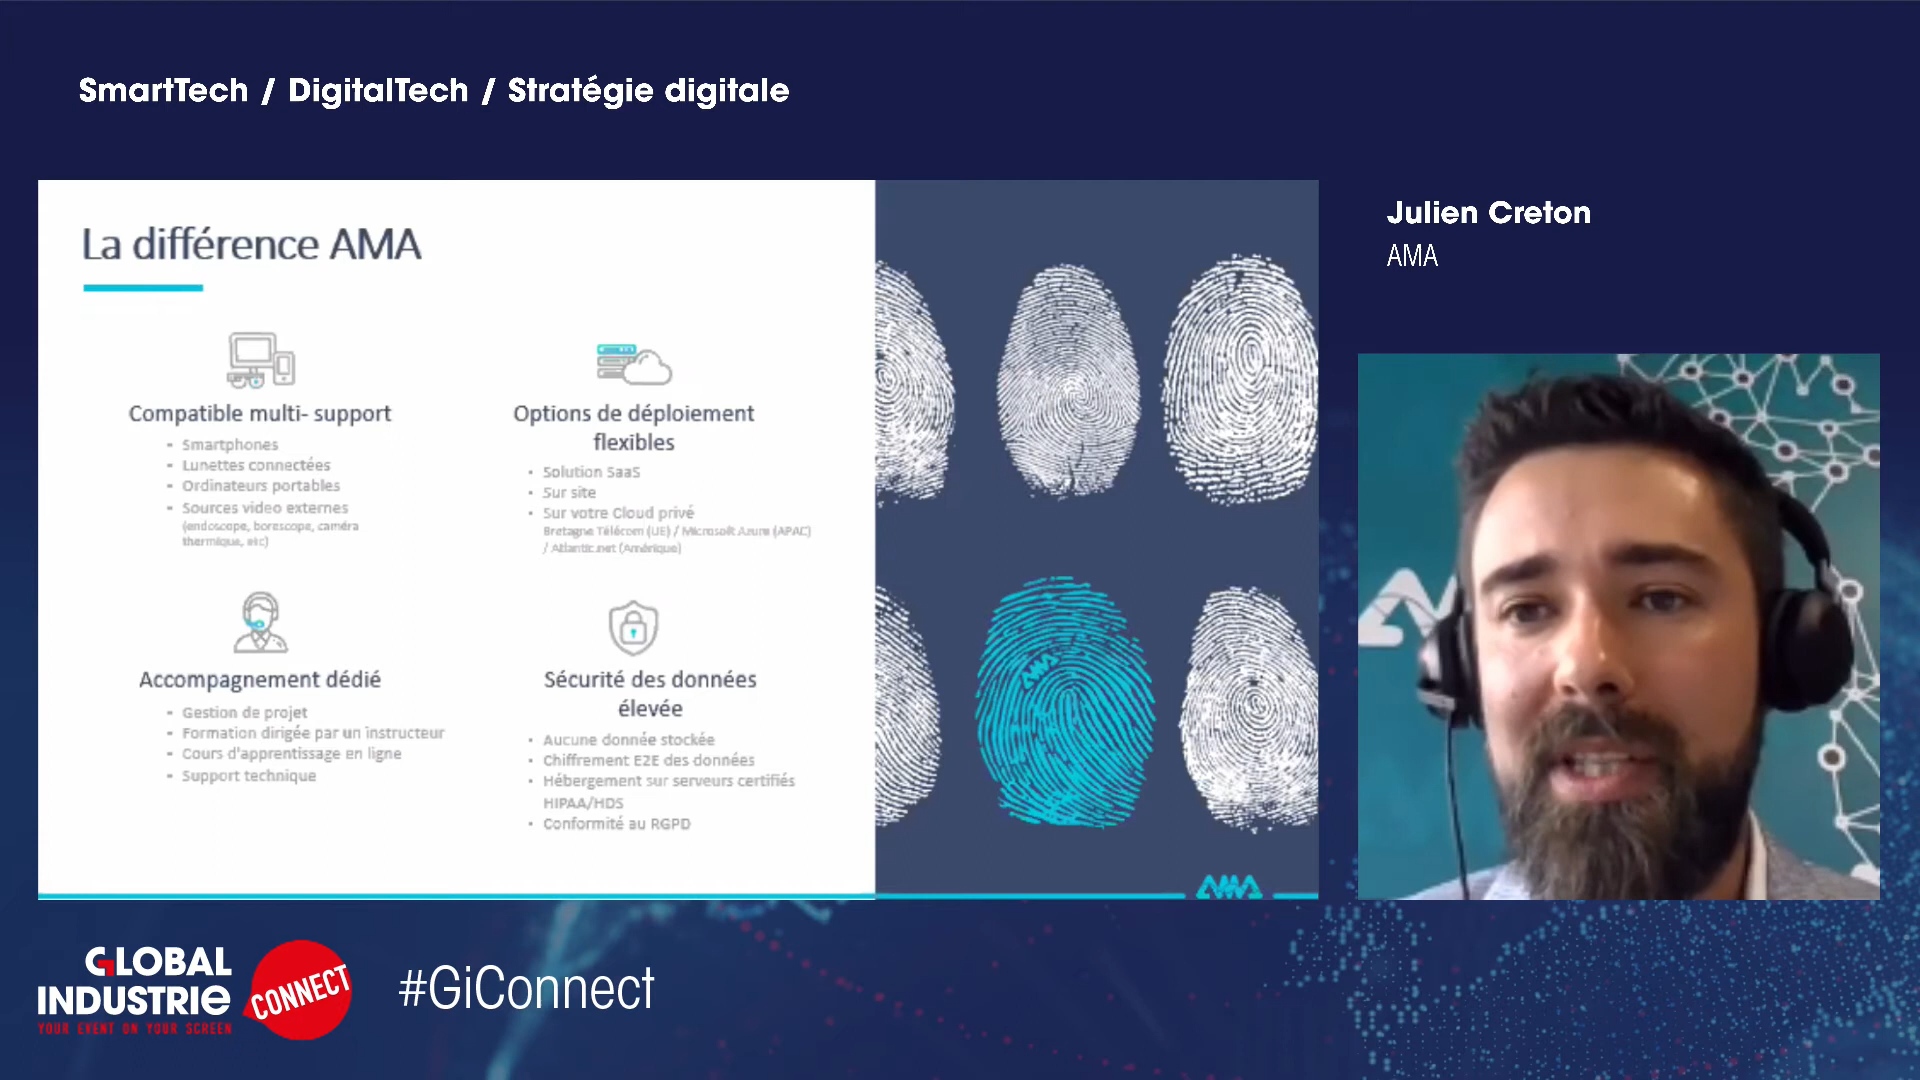 SmartTech / DigitalTech / Stratégie digitale
La différence AMA
Compatible multi- support
- Smartphones
- Lunettes connectées
- Ordinateurs portables
- Sources video externes
(endoscope, borescope, caméra
thermique, etc)
Options de déploiement
flexibles
• Solution SaaS
• Sur site
• Sur votre Cloud privé
Bretagne Télécom (UE) / Microsoft Azure (APAC)
/ Atlantic.net (Amérique)
Accompagnement dédié
- Gestion de projet
- Formation dirigée par un instructeur
- Cours d'apprentissage en ligne
- Support technique
Sécurité des données
élevée
• Aucune donnée stockée
• Chiffrement E2E des données
• Hébergement sur serveurs certifiés
HIPAA/HDS
• Conformité au RGPD
AMA
Julien Creton
AMA
GLOBAL
INDUSTRIE
YOUR EVENT ON YOUR SCREEN
CONNECT
#GiConnect